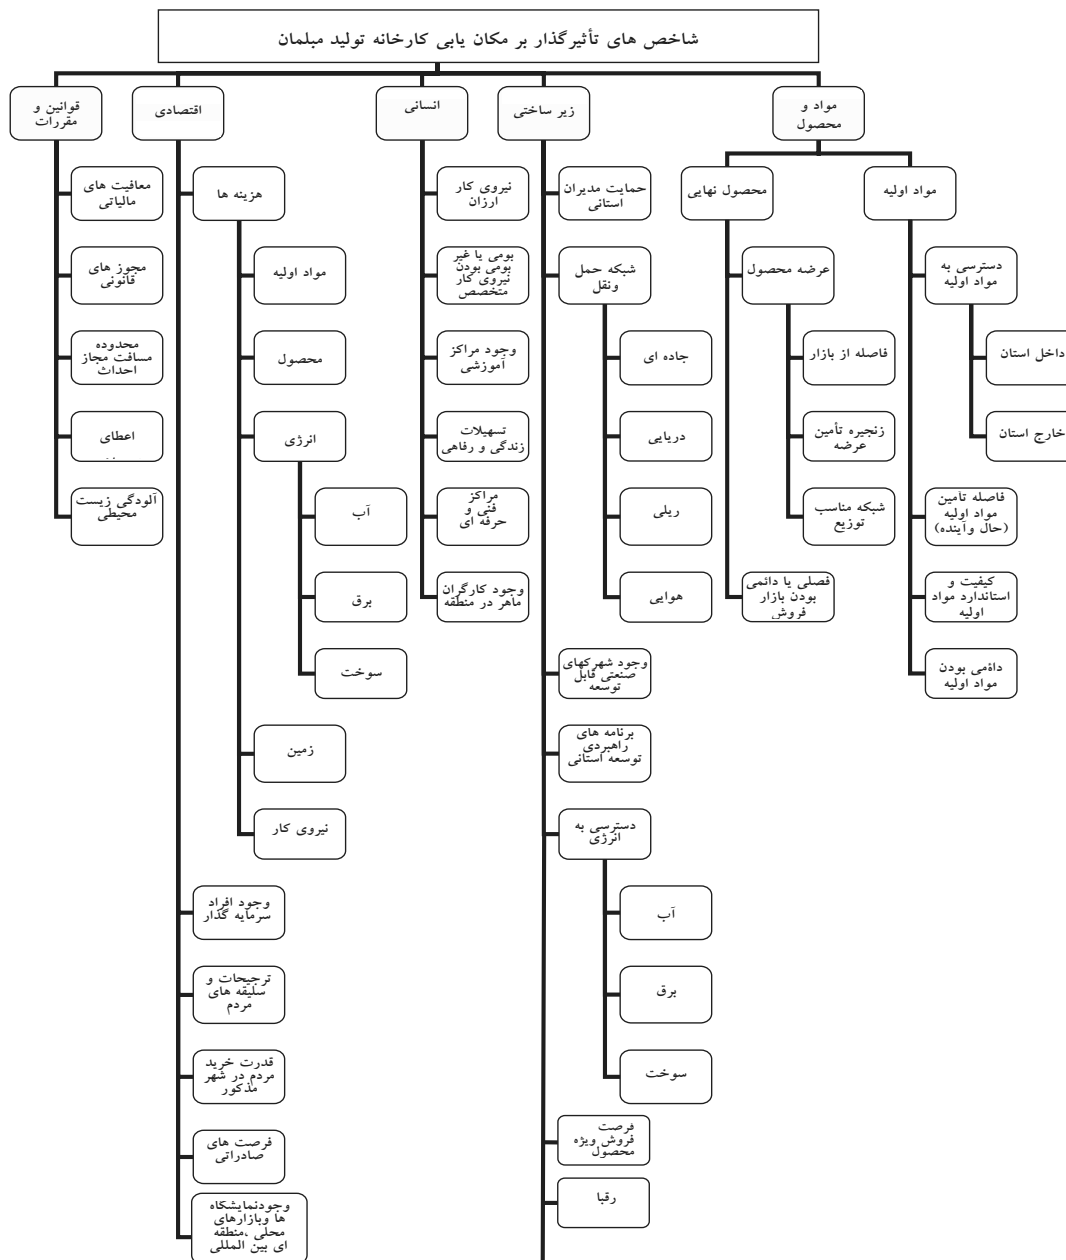 شاخص های تأثیرگذار بر مکان یابی کارخانه تولید مبلمان
مواد و
محصول
مواد اولیه
دسترسی به
مواد اولیه
داخل استان
خارج استان
فاصله تأمین
مواد اولیه
(حال وآینده)
کیفیت و
استاندارد مواد
اولیه
دائمی بودن
مواد اولیه
محصول نهایی
عرضه محصول
فاصله از بازار
زنجیره تأمین
عرضه
شبکه مناسب
توزیع
فصلی یا دائمی
بودن بازار
فروش
زیر ساختی
حمایت مدیران
استانی
شبکه حمل
ونقل
جاده ای
دریایی
ریلی
هوایی
وجود شهرکهای
صنعتی قابل
توسعه
برنامه های
راهبردی
توسعه استانی
دسترسی به
انرژی
آب
برق
سوخت
فرصت
فروش ویژه
محصول
رقبا
انسانی
نیروی کار
ارزان
بومی یا غیر
بومی بودن
نیروی کار
متخصص
وجود مراکز
آموزشی
تسهیلات
زندگی و رفاهی
مراکز
فنی و
حرفه ای
وجود کارگران
ماهر در منطقه
اقتصادی
هزینه ها
مواد اولیه
محصول
انرژی
آب
برق
سوخت
زمین
نیروی کار
وجود افراد
سرمایه گذار
ترجیحات و
سلیقه های
مردم
قدرت خرید
مردم در شهر
مذکور
فرصت های
صادراتی
وجودنمایشگاه
ها وبازارهای
محلی ،منطقه
ای بین المللی
قوانین و
مقررات
معافیت های
مالیاتی
مجوز های
قانونی
محدوده
مسافت مجاز
احداث
اعطای
آلودگی زیست
محیطی